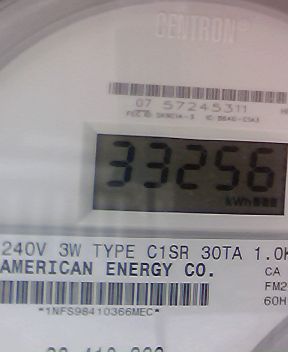 CENTRON®
07 57245311
33256
kWh
240V 3W TYPE C1SR 30TA 1.0K
AMERICAN ENERGY CO.
CA
FM2
60H
*1NFS98410366MEC*